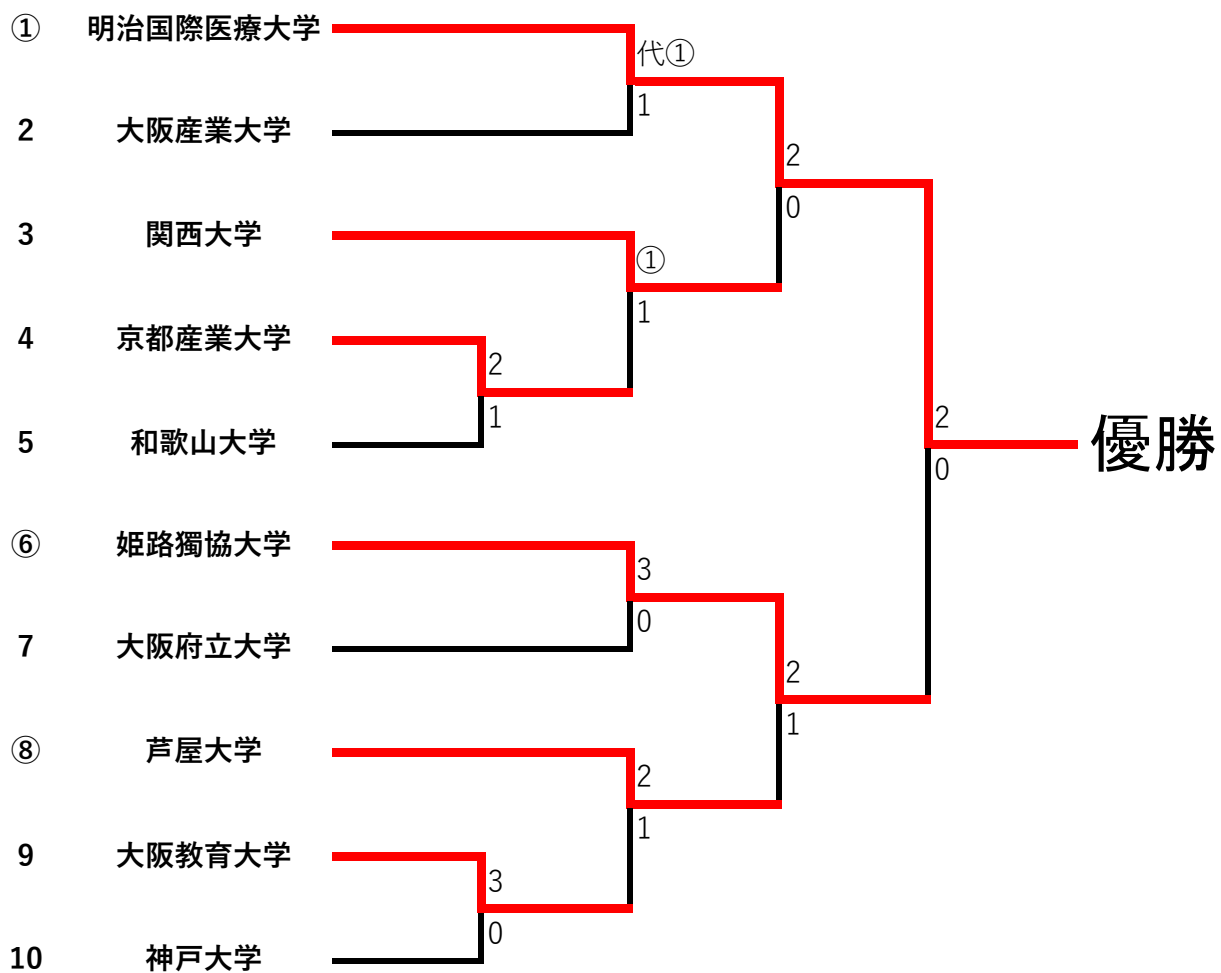 ① 明治国際医療大学
代①
1
2 大阪産業大学
2
0
3 関西大学
①
1
4 京都産業大学
2
1
5 和歌山大学
2
0
優勝
⑥ 姫路獨協大学
3
0
7 大阪府立大学
2
1
⑧ 芦屋大学
2
1
9 大阪教育大学
3
0
10 神戸大学